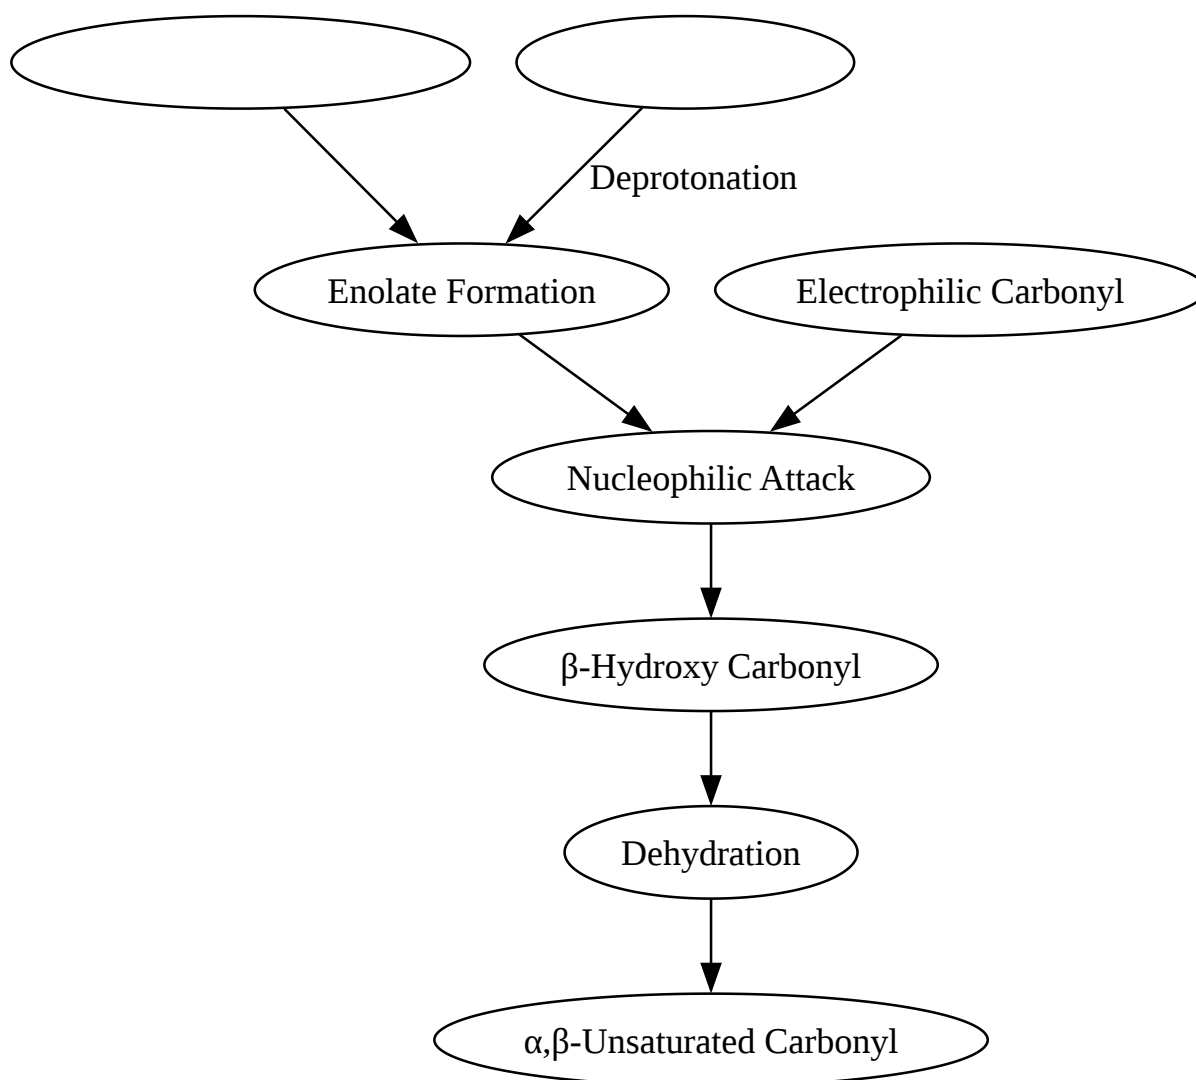 Deprotonation
Enolate Formation
Electrophilic Carbonyl
Nucleophilic Attack
β-Hydroxy Carbonyl
Dehydration
α,β-Unsaturated Carbonyl